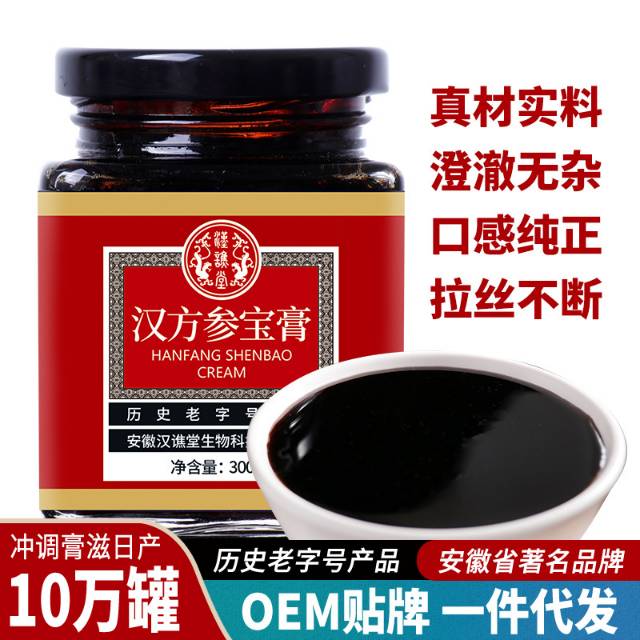 真材实料
澄澈无杂
口感纯正
拉丝不断
漢譙堂
汉方参宝膏
HANFANG SHENBAO
CREAM
历史老字号
安徽汉谯堂生物科
净含量：300
冲调膏滋日产
10万罐
历史老字号产品
安徽省著名品牌
OEM贴牌 一件代发